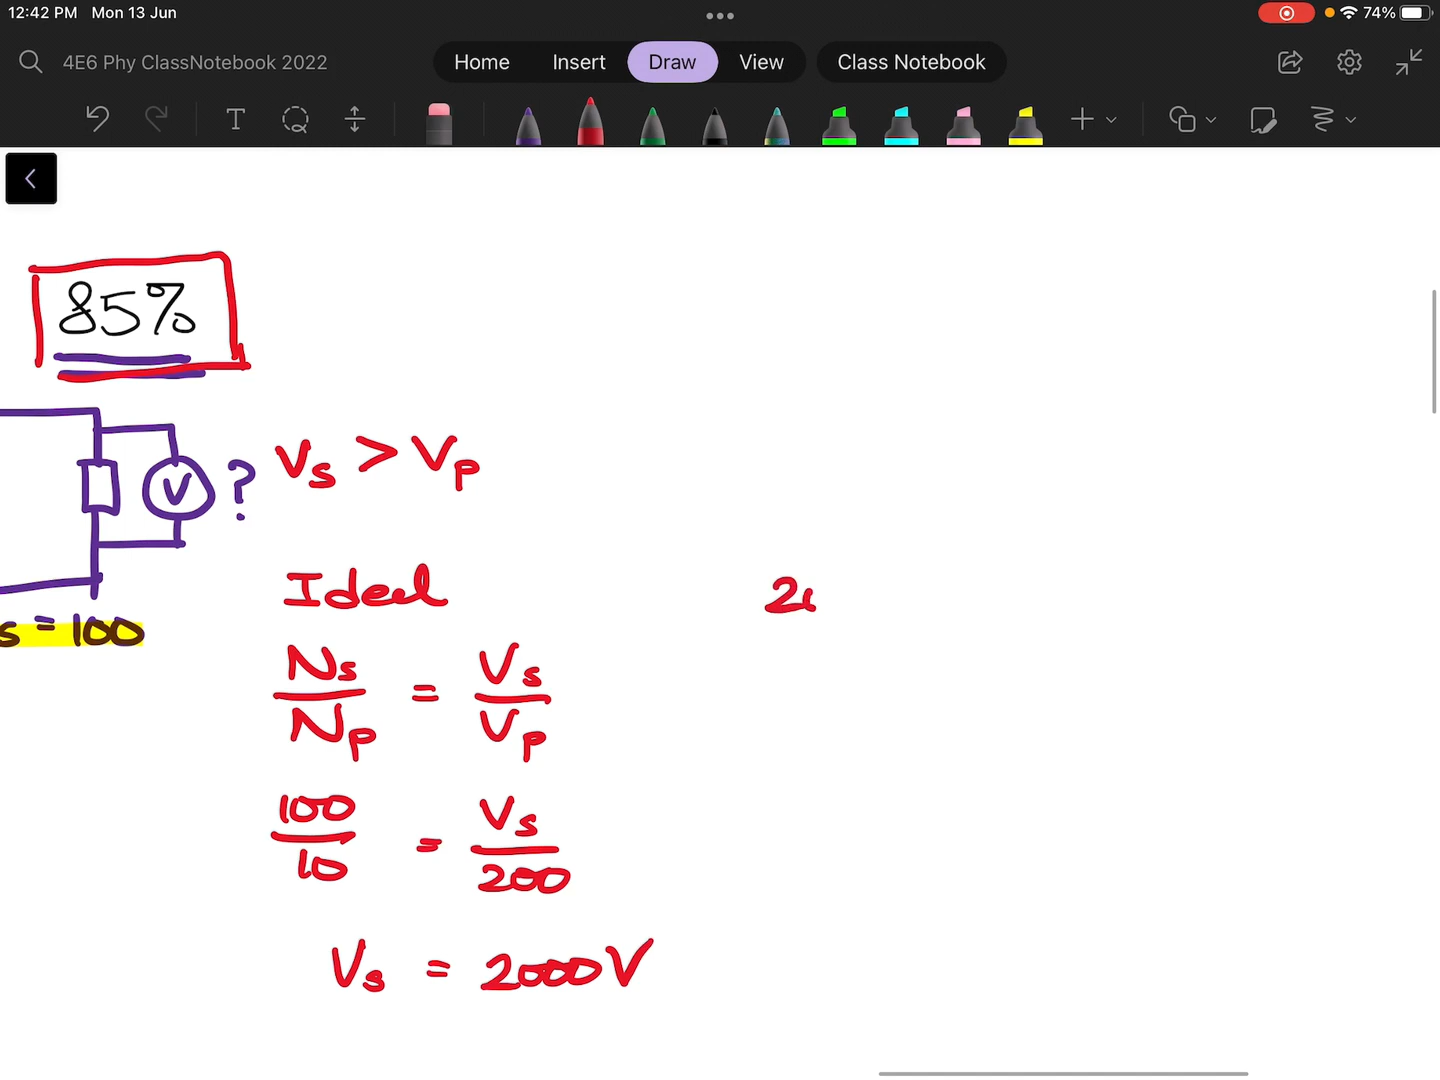 12:42 PM Mon 13 Jun
74%
4E6 Phy ClassNotebook 2022
Home Insert Draw View Class Notebook
T
85%
V ? Vs > Vp
Ideal
2
s = 100
Ns/Np = Vs/Vp
100/10 = Vs/200
Vs = 2000V